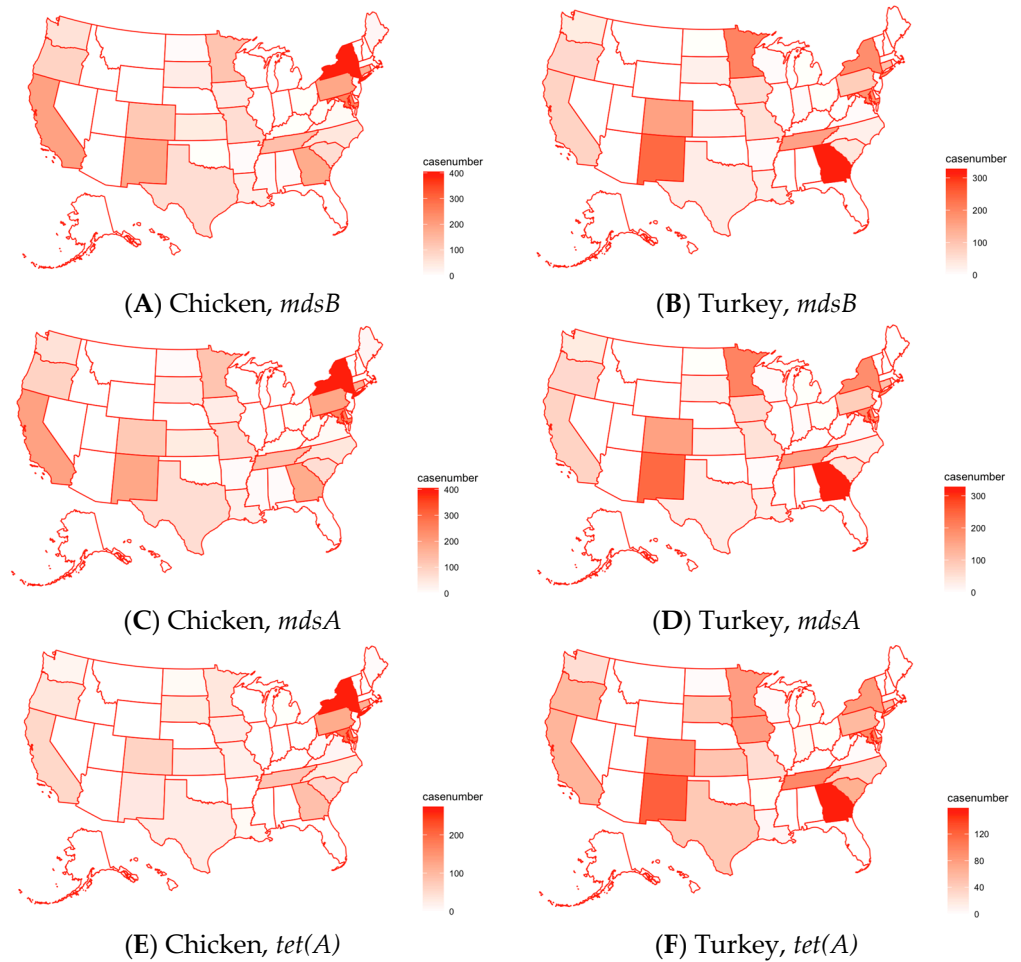 casenumber
400
300
200
100
0
casenumber
300
200
100
0
(A) Chicken, mdsB
(B) Turkey, mdsB
casenumber
400
300
200
100
0
casenumber
300
200
100
0
(C) Chicken, mdsA
(D) Turkey, mdsA
casenumber
200
100
0
casenumber
120
80
40
0
(E) Chicken, tet(A)
(F) Turkey, tet(A)